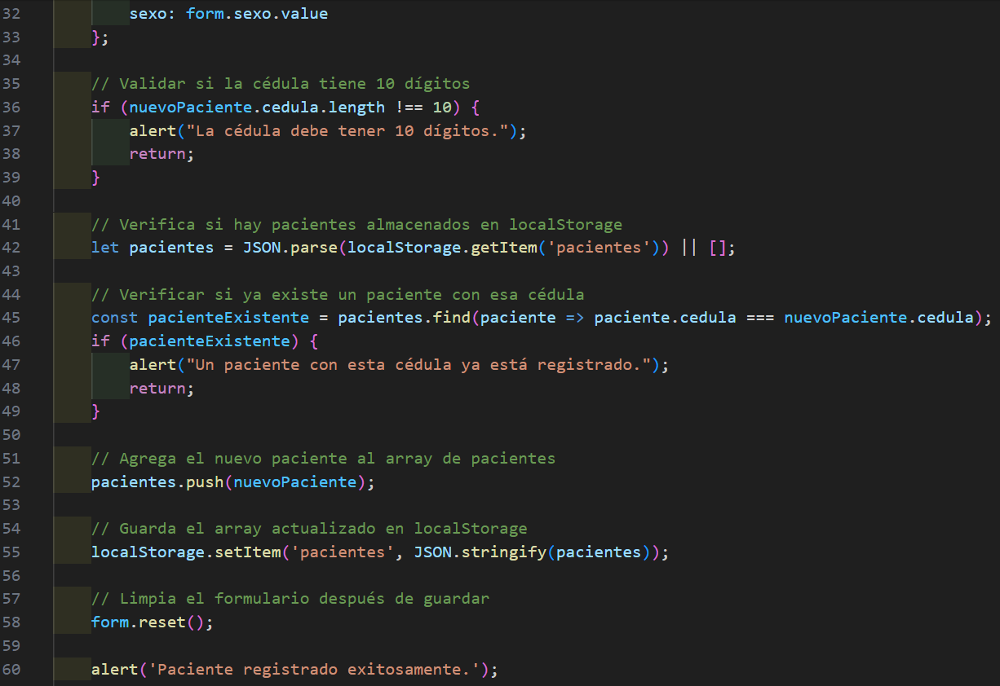 32 sexo: form.sexo.value
33 };
34
35 // Validar si la cédula tiene 10 dígitos
36 if (nuevoPaciente.cedula.length !== 10) {
37 alert("La cédula debe tener 10 dígitos.");
38 return;
39 }
40
41 // Verifica si hay pacientes almacenados en localStorage
42 let pacientes = JSON.parse(localStorage.getItem('pacientes')) || [];
43
44 // Verificar si ya existe un paciente con esa cédula
45 const pacienteExistente = pacientes.find(paciente => paciente.cedula === nuevoPaciente.cedula);
46 if (pacienteExistente) {
47 alert("Un paciente con esta cédula ya está registrado.");
48 return;
49 }
50
51 // Agrega el nuevo paciente al array de pacientes
52 pacientes.push(nuevoPaciente);
53
54 // Guarda el array actualizado en localStorage
55 localStorage.setItem('pacientes', JSON.stringify(pacientes));
56
57 // Limpia el formulario después de guardar
58 form.reset();
59
60 alert('Paciente registrado exitosamente.');